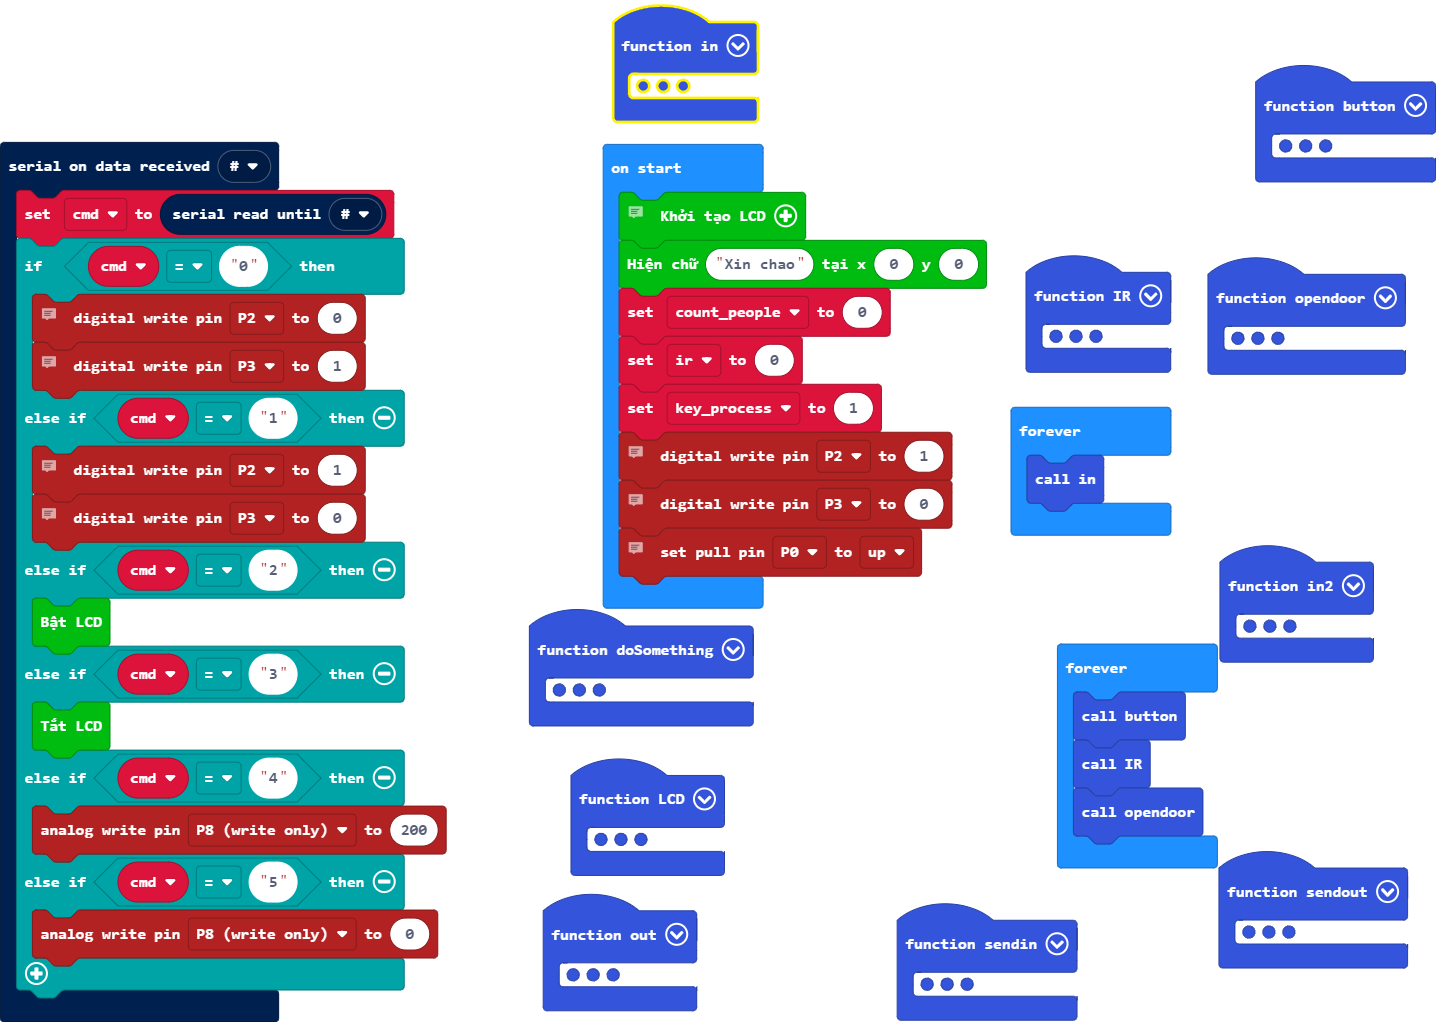 function in
function button
serial on data received #
set cmd to serial read until #
if cmd = "0" then
digital write pin P2 to 0
digital write pin P3 to 1
else if cmd = "1" then
digital write pin P2 to 1
digital write pin P3 to 0
else if cmd = "2" then
Bật LCD
else if cmd = "3" then
Tắt LCD
else if cmd = "4" then
analog write pin P8 (write only) to 200
else if cmd = "5" then
analog write pin P8 (write only) to 0
on start
Khởi tạo LCD
Hiện chữ "Xin chao" tại x 0 y 0
set count_people to 0
set ir to 0
set key_process to 1
digital write pin P2 to 1
digital write pin P3 to 0
set pull pin P0 to up
function doSomething
function LCD
function out
function IR
function opendoor
forever
call in
function in2
forever
call button
call IR
call opendoor
function sendout
function sendin